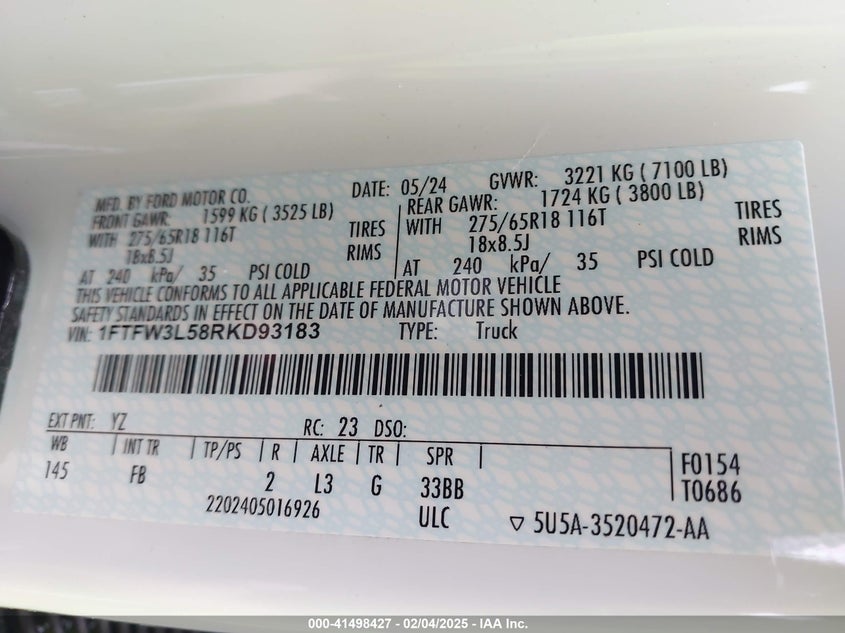 MFD. BY FORD MOTOR CO. DATE: 05/24 GVWR: 3221 KG ( 7100 LB)
FRONT GAWR: 1599 KG ( 3525 LB) REAR GAWR: 1724 KG ( 3800 LB)
WITH 275/65R18 116T TIRES WITH 275/65R18 116T TIRES
18x8.5J RIMS 18x8.5J RIMS
AT 240 kPa/ 35 PSI COLD AT 240 kPa/ 35 PSI COLD
THIS VEHICLE CONFORMS TO ALL APPLICABLE FEDERAL MOTOR VEHICLE
SAFETY STANDARDS IN EFFECT ON THE DATE OF MANUFACTURE SHOWN ABOVE.
VIN: 1FTFW3L58RKD93183 TYPE: Truck
EXT PNT: YZ RC: 23 DSO:
WB INT TR TP/PS R AXLE TR SPR F0154
145 FB 2 L3 G 33BB T0686
2202405016926 ULC ▽ 5U5A-3520472-AA
000-41498427 - 02/04/2025 - IAA Inc.